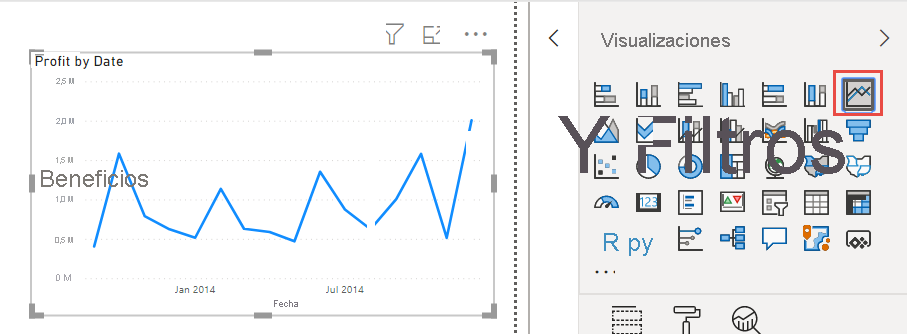 Profit by Date
2,5 M
2,0 M
1,5 M
Beneficios
1,0 M
0,5 M
0 M
Jan 2014
Jul 2014
Fecha
Visualizaciones
Y Filtros
123
R py